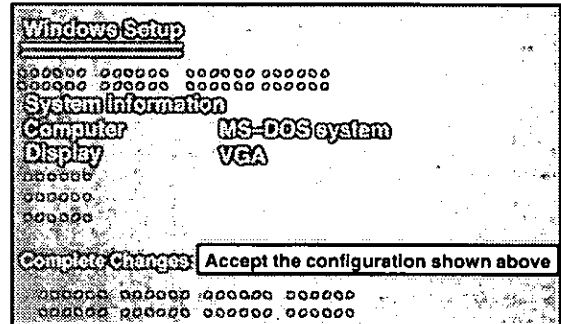 Windows Setup
System Information
Computer MS-DOS system
Display VGA
Complete Changes: Accept the configuration shown above